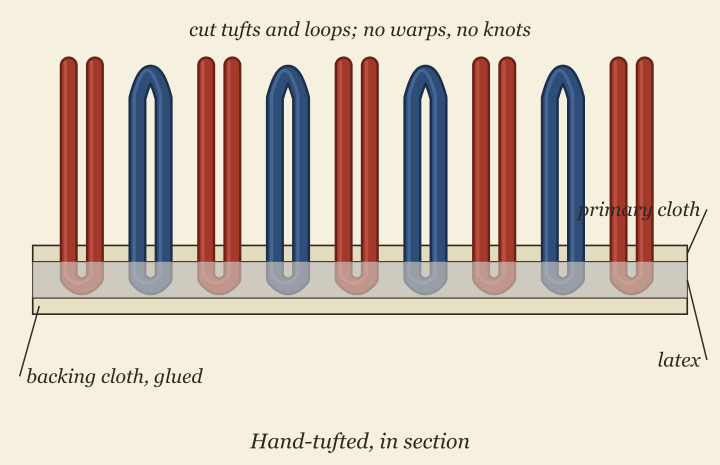 cut tufts and loops; no warps, no knots
primary cloth
latex
backing cloth, glued
Hand-tufted, in section